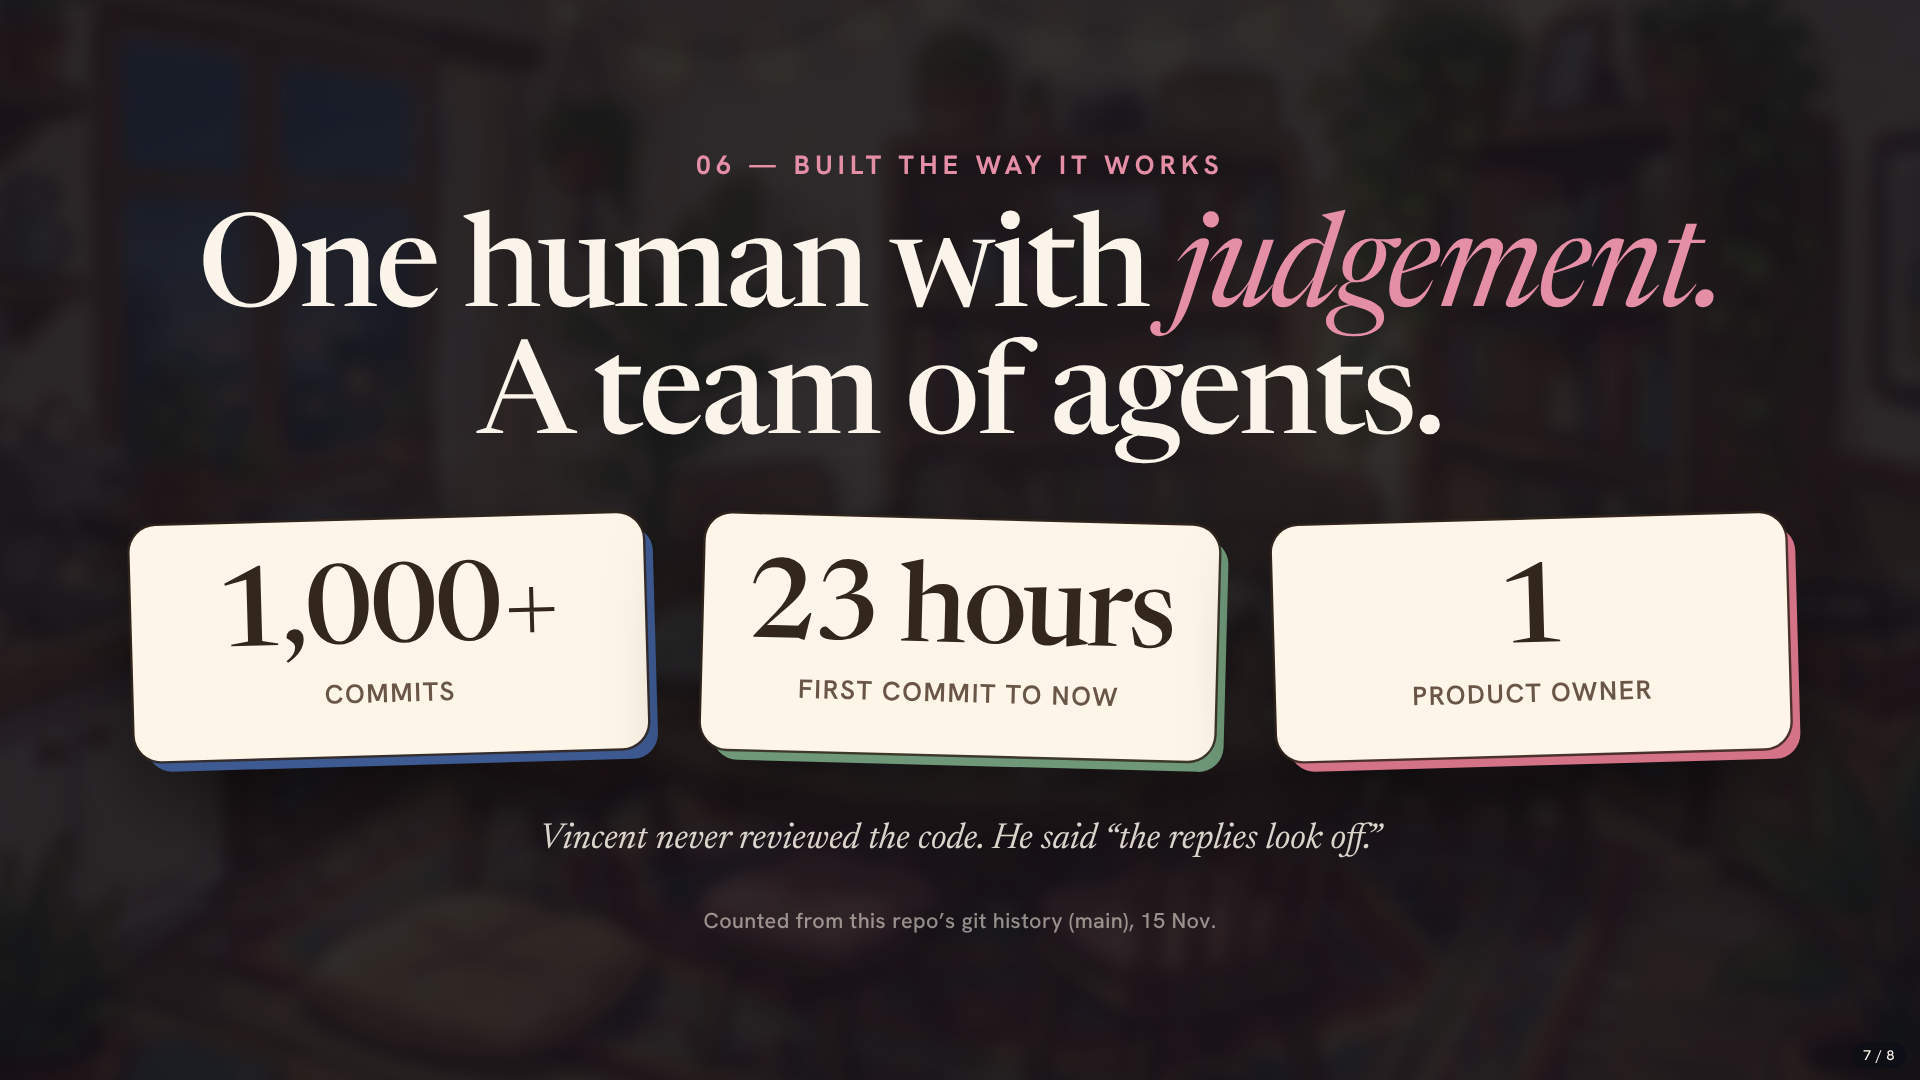 06 — BUILT THE WAY IT WORKS
One human with judgement.
A team of agents.
1,000+
COMMITS
23 hours
FIRST COMMIT TO NOW
1
PRODUCT OWNER
Vincent never reviewed the code. He said “the replies look off.”
Counted from this repo’s git history (main), 15 Nov.
7 / 8